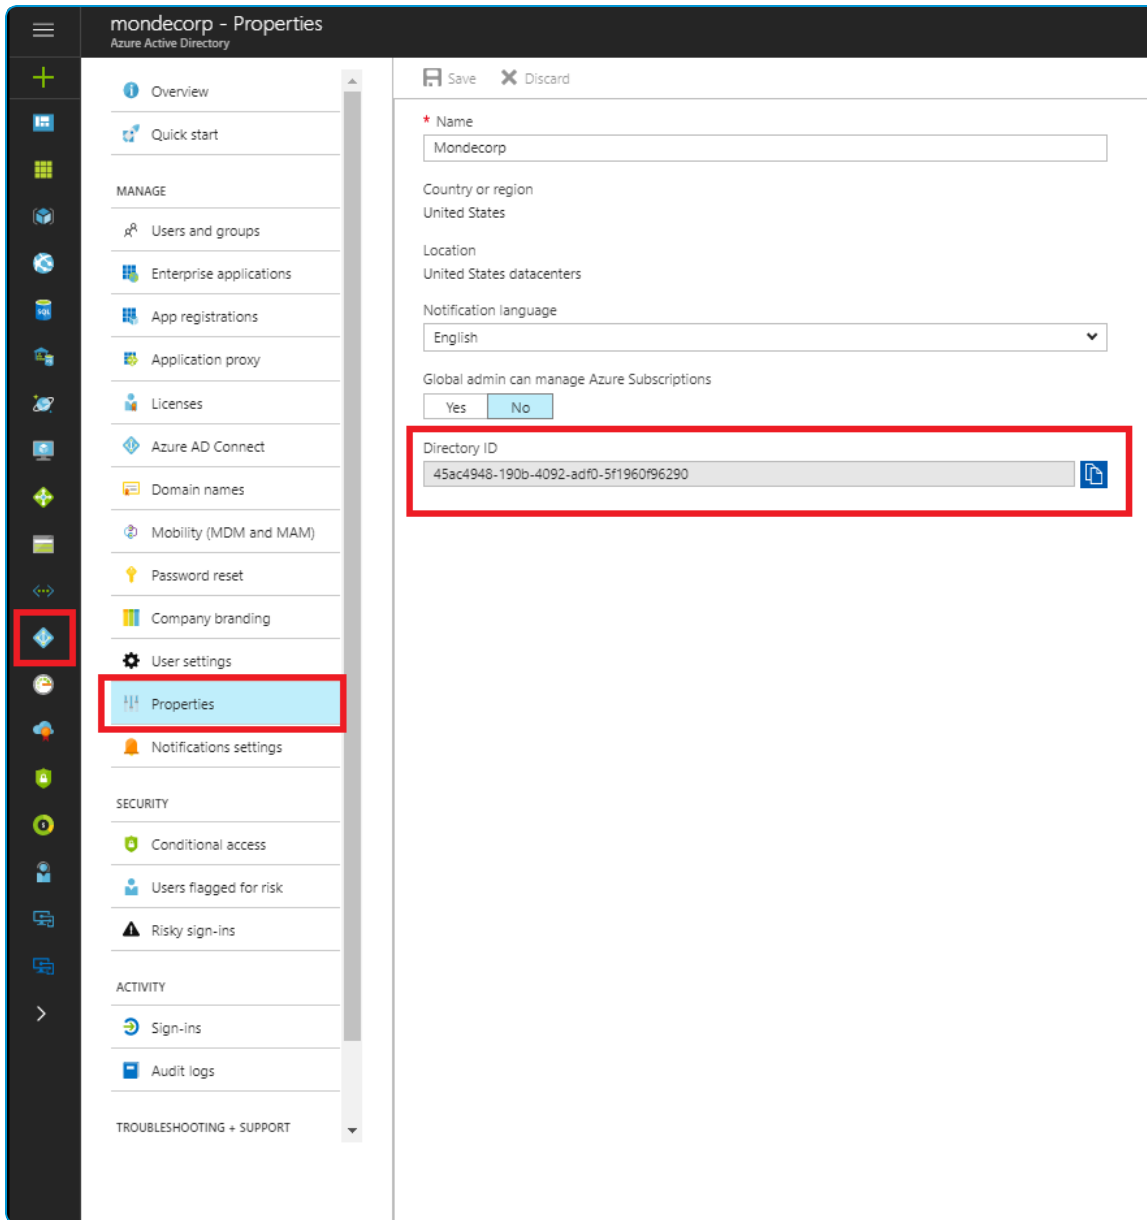 mondecorp - Properties
Azure Active Directory
Overview
Quick start
MANAGE
Users and groups
Enterprise applications
App registrations
Application proxy
Licenses
Azure AD Connect
Domain names
Mobility (MDM and MAM)
Password reset
Company branding
User settings
Properties
Notifications settings
SECURITY
Conditional access
Users flagged for risk
Risky sign-ins
ACTIVITY
Sign-ins
Audit logs
TROUBLESHOOTING + SUPPORT
Save Discard
* Name
Mondecorp
Country or region
United States
Location
United States datacenters
Notification language
English
Global admin can manage Azure Subscriptions
Yes No
Directory ID
45ac4948-190b-4092-adf0-5f1960f96290